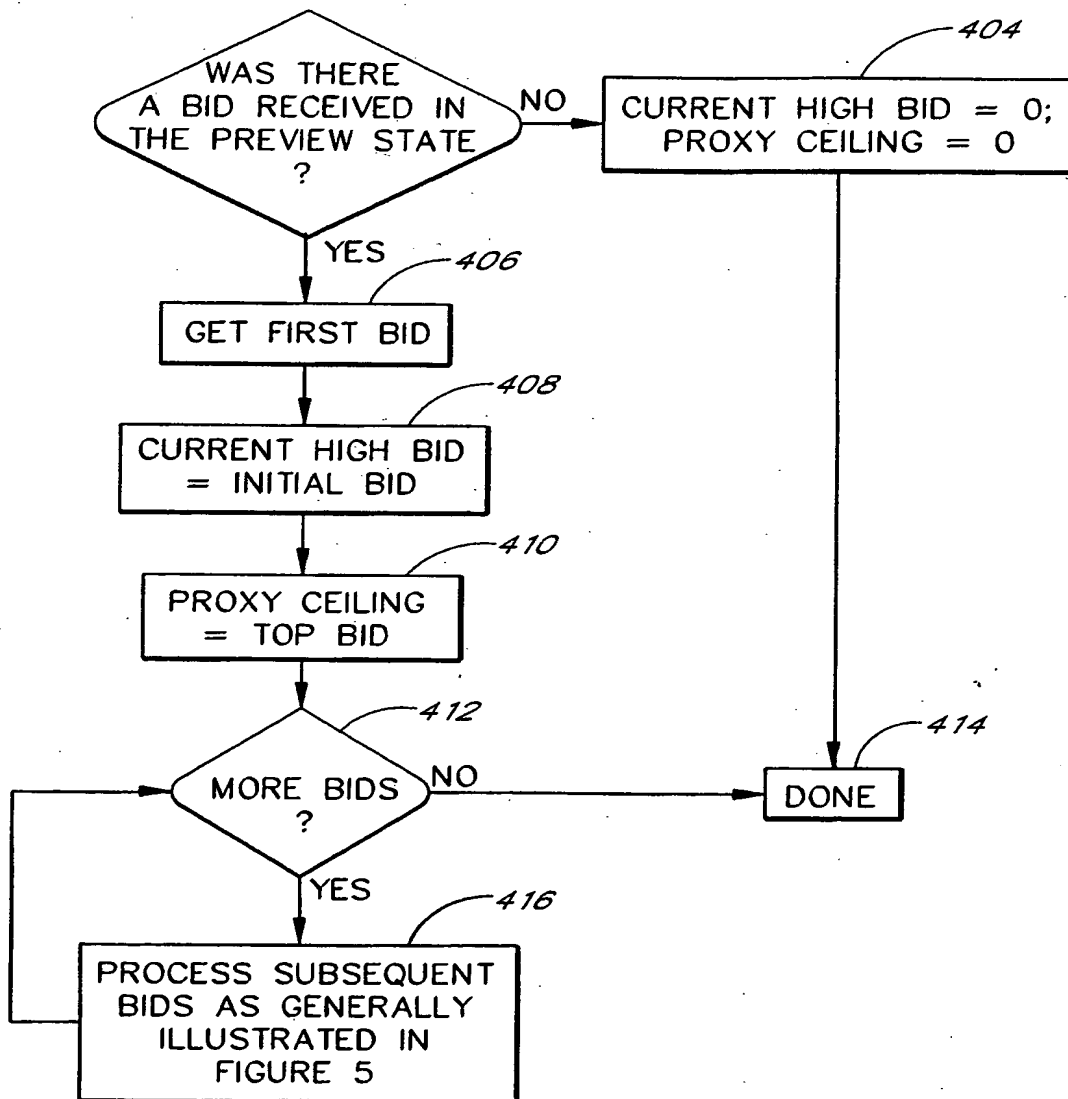 WAS THERE
A BID RECEIVED IN
THE PREVIEW STATE
?
NO
404
CURRENT HIGH BID = 0;
PROXY CEILING = 0
YES
406
GET FIRST BID
408
CURRENT HIGH BID
= INITIAL BID
410
PROXY CEILING
= TOP BID
412
MORE BIDS
?
NO
414
DONE
YES
416
PROCESS SUBSEQUENT
BIDS AS GENERALLY
ILLUSTRATED IN
FIGURE 5